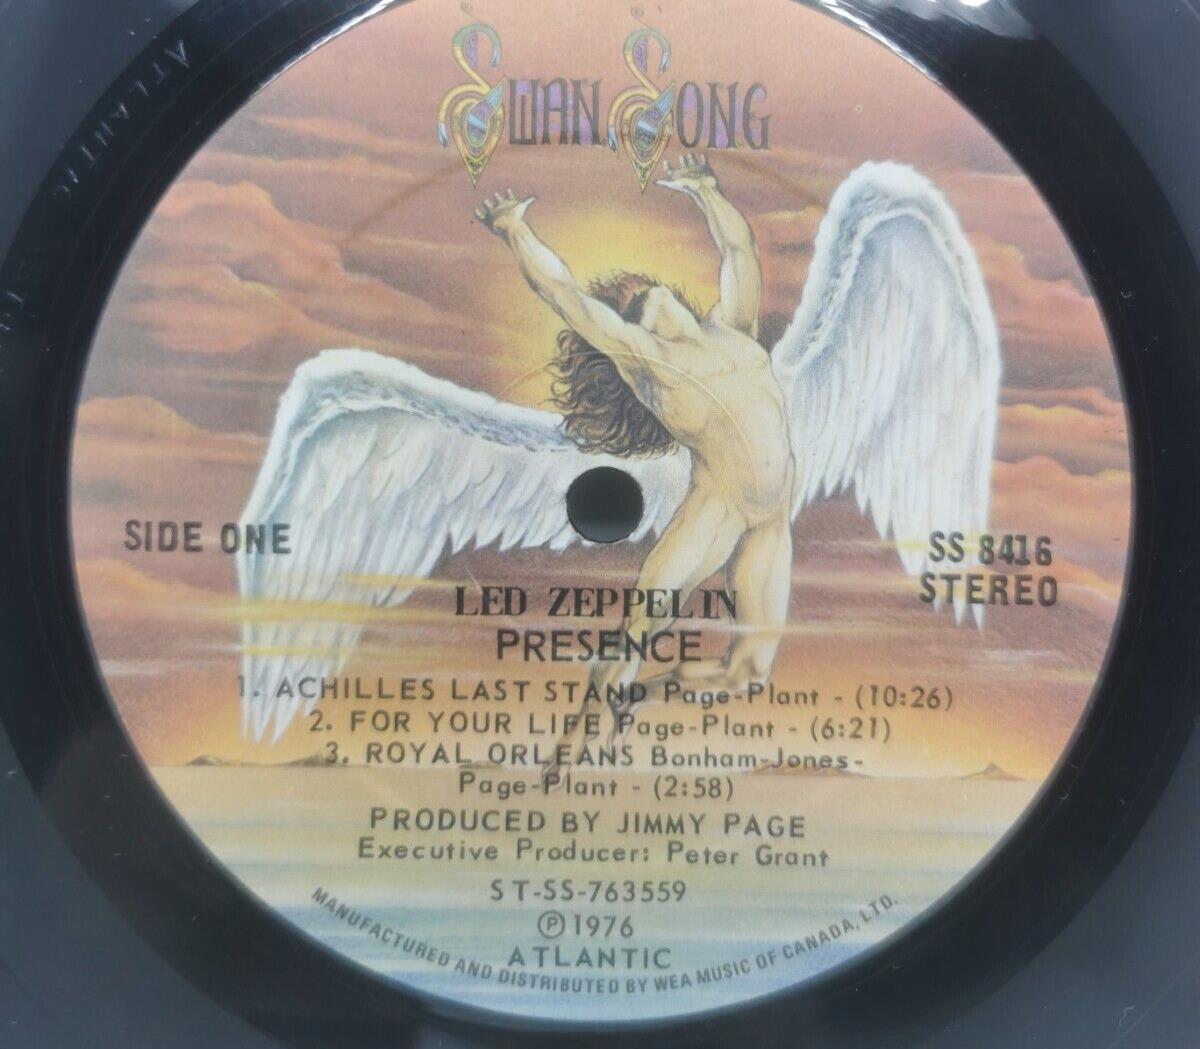 SWAN SONG
SIDE ONE
SS 8416
STEREO
LED ZEPPELIN
PRESENCE
1. ACHILLES LAST STAND Page-Plant - (10:26)
2. FOR YOUR LIFE Page-Plant - (6:21)
3. ROYAL ORLEANS Bonham-Jones-
Page-Plant - (2:58)
PRODUCED BY JIMMY PAGE
Executive Producer: Peter Grant
ST-SS-763559
Ⓟ1976
ATLANTIC
MANUFACTURED AND DISTRIBUTED BY WEA MUSIC OF CANADA, LTD.
ATLANTIC